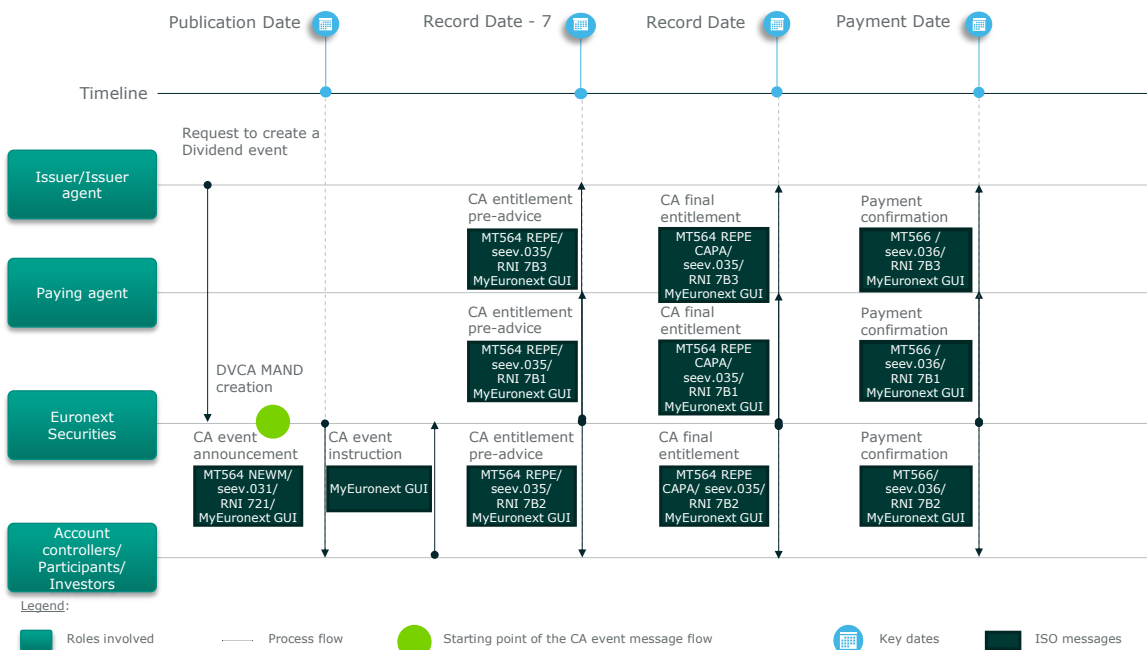 Publication Date
Record Date - 7
Record Date
Payment Date
Timeline
Request to create a
Dividend event
Issuer/Issuer
agent
CA entitlement
pre-advice
MT564 REPE/
seev.035/
RNI 7B3
MyEuronext GUI
CA final
entitlement
MT564 REPE
CAPA/
seev.035/
RNI 7B3
MyEuronext GUI
Payment
confirmation
MT566 /
seev.036/
RNI 7B3
MyEuronext GUI
Paying agent
CA entitlement
pre-advice
MT564 REPE/
seev.035/
RNI 7B1
MyEuronext GUI
CA final
entitlement
MT564 REPE
CAPA/
seev.035/
RNI 7B1
MyEuronext GUI
Payment
confirmation
MT566 /
seev.036/
RNI 7B1
MyEuronext GUI
DVCA MAND
creation
Euronext
Securities
CA event
announcement
MT564 NEWM/
seev.031/
RNI 721/
MyEuronext GUI
CA event
instruction
MyEuronext GUI
CA entitlement
pre-advice
MT564 REPE/
seev.035/
RNI 7B2
MyEuronext GUI
CA final
entitlement
MT564 REPE
CAPA/ seev.035/
RNI 7B2
MyEuronext GUI
Payment
confirmation
MT566/
seev.036/
RNI 7B2
MyEuronext GUI
Account
controllers/
Participants/
Investors
Legend:
Roles involved
Process flow
Starting point of the CA event message flow
Key dates
ISO messages